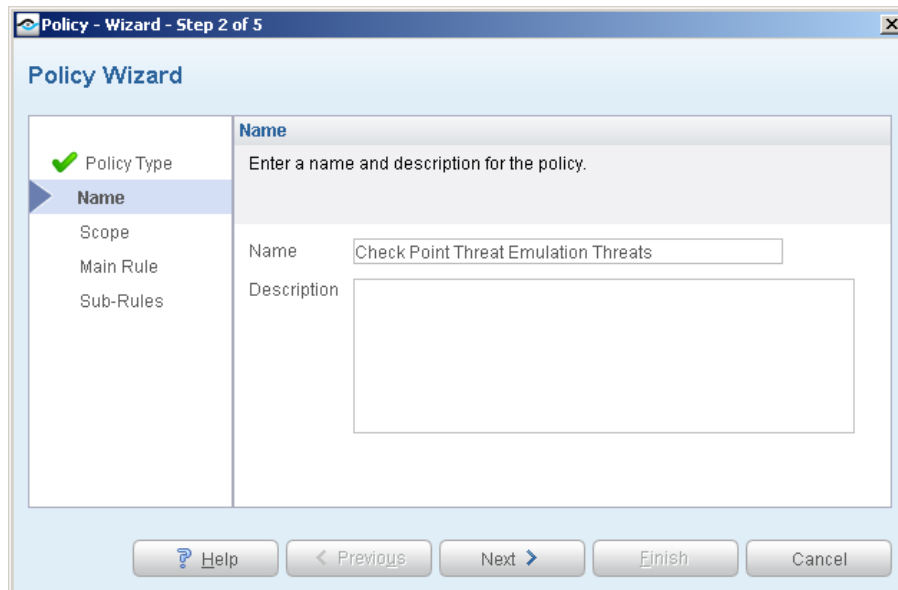 Policy - Wizard - Step 2 of 5
Policy Wizard
Policy Type
Name
Scope
Main Rule
Sub-Rules
Name
Enter a name and description for the policy.
Name
Check Point Threat Emulation Threats
Description
Help
Previous
Next
Finish
Cancel